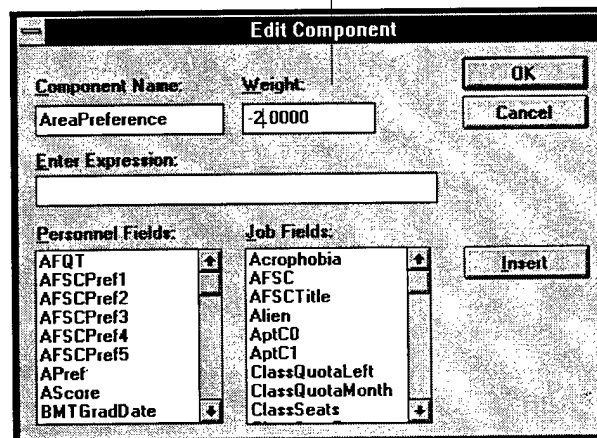 Edit Component
Component Name:
Weight:
OK
AreaPreference
-2.0000
Cancel
Enter Expression:
Personnel Fields:
Job Fields:
AFQT
AFSCPref1
AFSCPref2
AFSCPref3
AFSCPref4
AFSCPref5
APref
AScore
BMTGradDate
Acrophobia
AFSC
AFSCTitle
Alien
AptC0
AptC1
ClassQuotaLeft
ClassQuotaMonth
ClassSeats
Insert